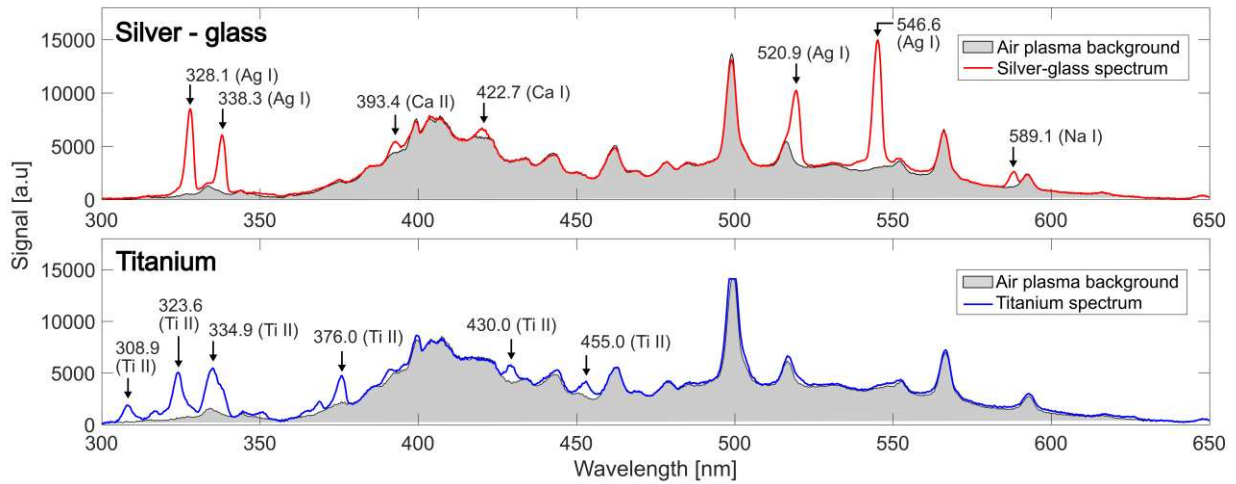 Silver - glass
328.1 (Ag I)
338.3 (Ag I)
393.4 (Ca II)
422.7 (Ca I)
520.9 (Ag I)
546.6
(Ag I)
589.1 (Na I)
Air plasma background
Silver-glass spectrum
15000
10000
5000
0
300
350
400
450
500
550
600
650
Signal [a.u]
Titanium
308.9
(Ti II)
323.6
(Ti II)
334.9 (Ti II)
376.0 (Ti II)
430.0 (Ti II)
455.0 (Ti II)
Air plasma background
Titanium spectrum
15000
10000
5000
0
300
350
400
450
500
550
600
650
Wavelength [nm]